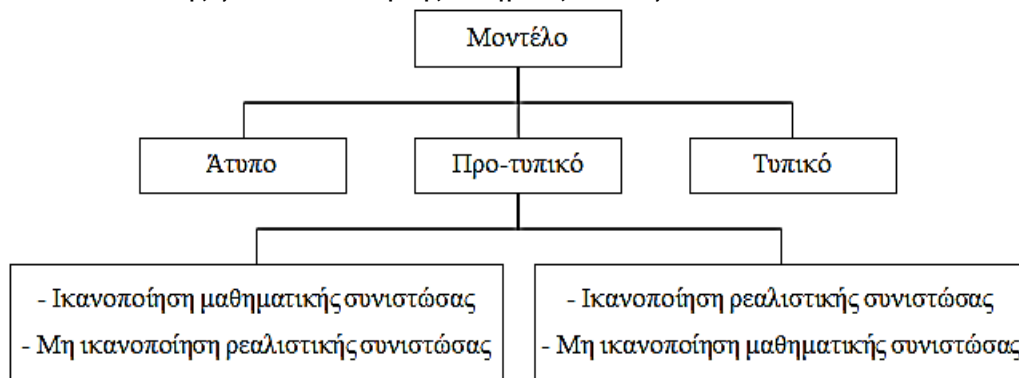 Μοντέλο
Άτυπο
Προ-τυπικό
Τυπικό
- Ικανοποίηση μαθηματικής συνιστώσας
- Μη ικανοποίηση ρεαλιστικής συνιστώσας
- Ικανοποίηση ρεαλιστικής συνιστώσας
- Μη ικανοποίηση μαθηματικής συνιστώσας